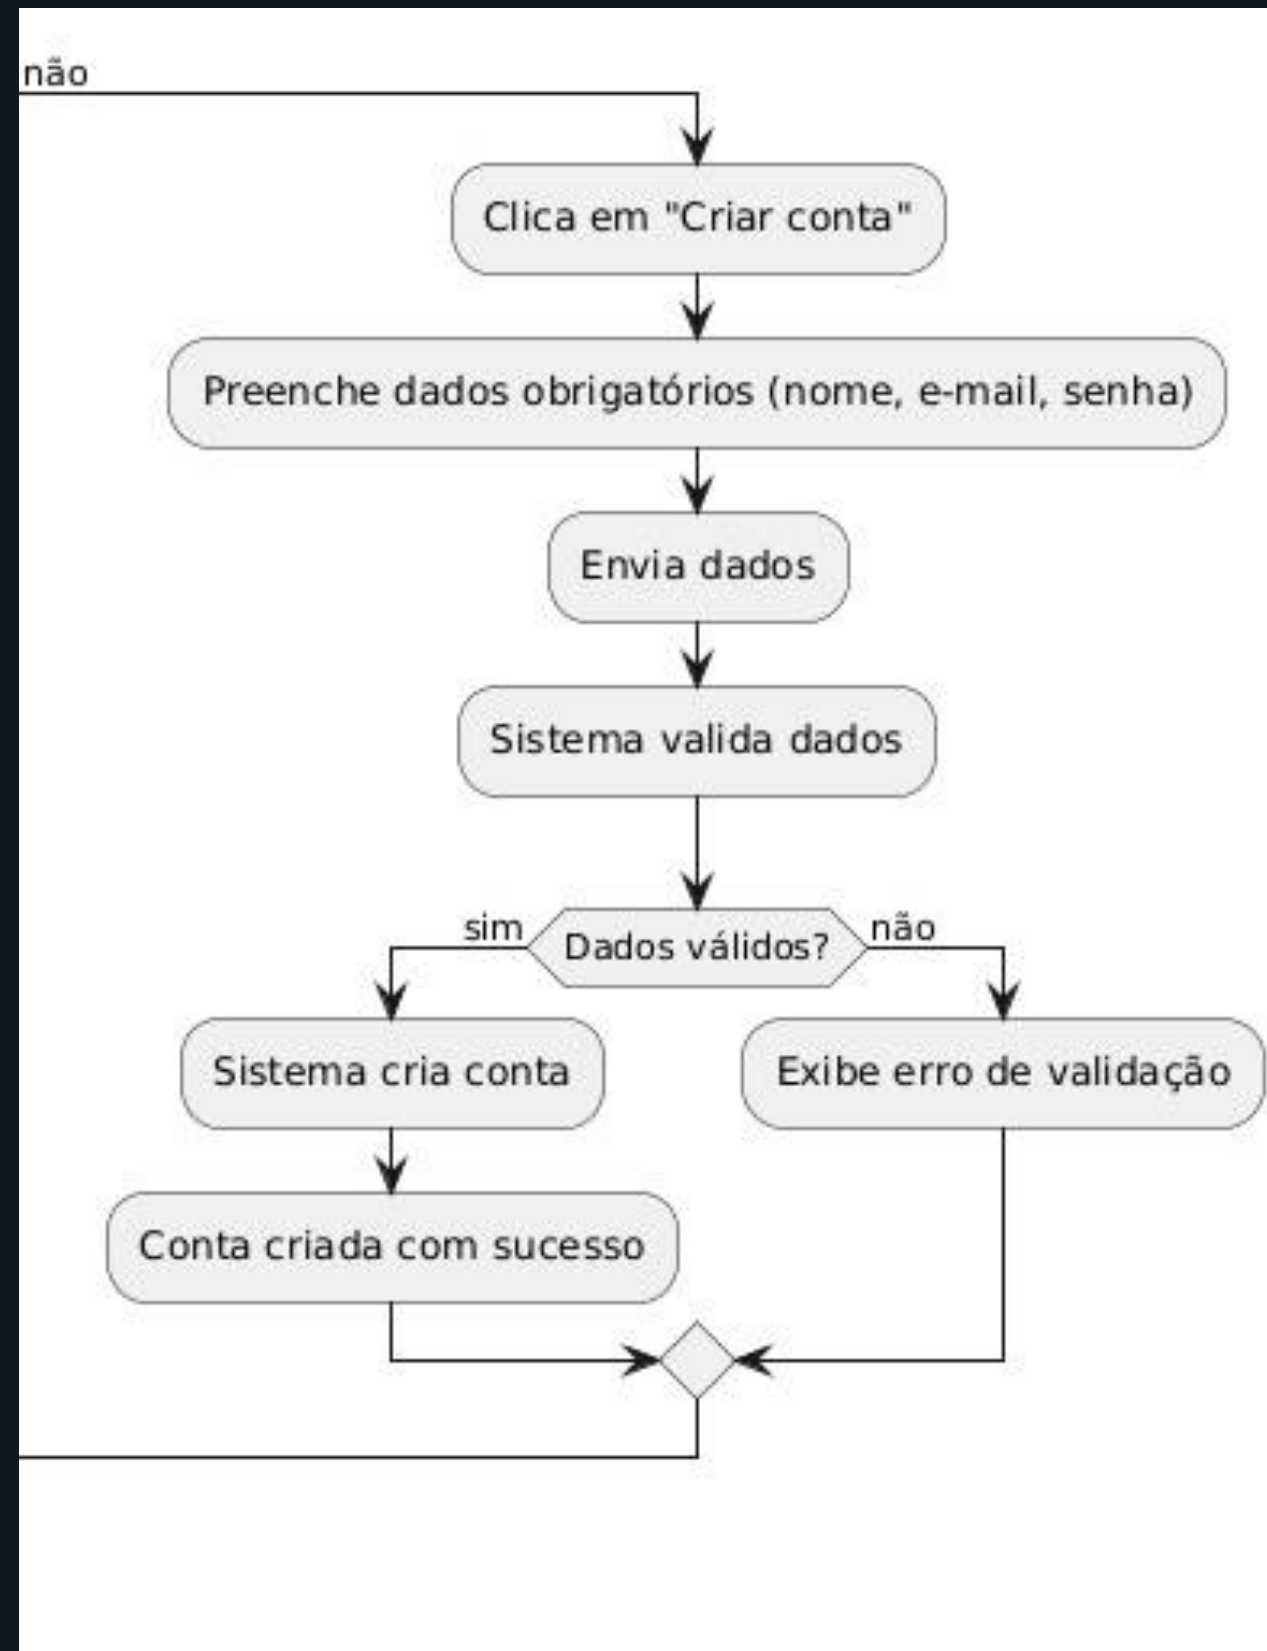 não
Clica em "Criar conta"
Preenche dados obrigatórios (nome, e-mail, senha)
Envia dados
Sistema valida dados
sim
Dados válidos?
não
Sistema cria conta
Exibe erro de validação
Conta criada com sucesso